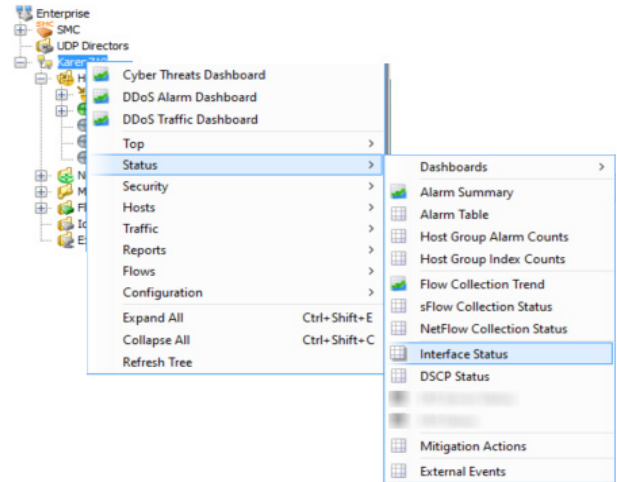 Enterprise
SMC
SMC
UDP Directors
H
Cyber Threats Dashboard
DDoS Alarm Dashboard
DDoS Traffic Dashboard
Top
Status
N
Security
M
Hosts
Fl
Traffic
Id
Reports
E
Flows
Configuration
Expand All Ctrl+Shift+E
Collapse All Ctrl+Shift+C
Refresh Tree
Dashboards
Alarm Summary
Alarm Table
Host Group Alarm Counts
Host Group Index Counts
Flow Collection Trend
sFlow Collection Status
NetFlow Collection Status
Interface Status
DSCP Status
Mitigation Actions
External Events